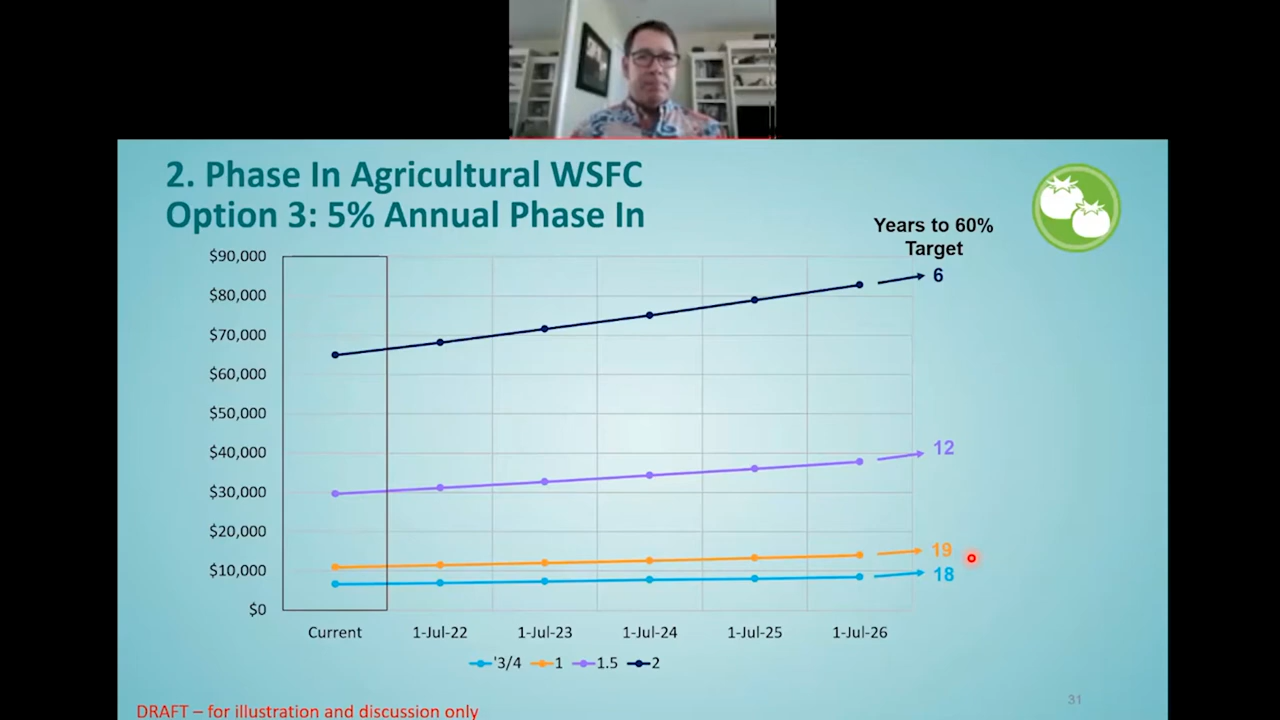 2. Phase In Agricultural WSFC
Option 3: 5% Annual Phase In
Years to 60%
Target
$90,000
$80,000
$70,000
$60,000
$50,000
$40,000
$30,000
$20,000
$10,000
$0
6
12
19
18
Current 1-Jul-22 1-Jul-23 1-Jul-24 1-Jul-25 1-Jul-26
'3/4 1 1.5 2
31
DRAFT – for illustration and discussion only